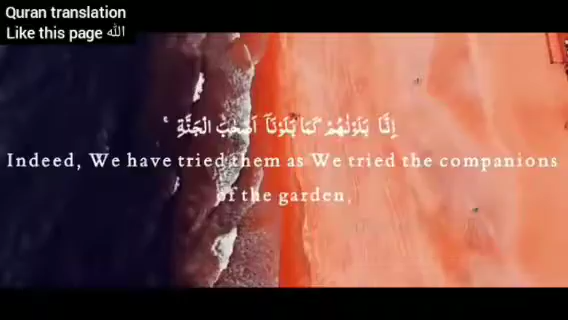 Quran translation
Like this page الله
إِنَّا بَلَوْنٰهُمْ كَمَا بَلَوْنَآ اَصْحٰبَ الْجَنَّةِ ۚ
Indeed, We have tried them as We tried the companions
of the garden,